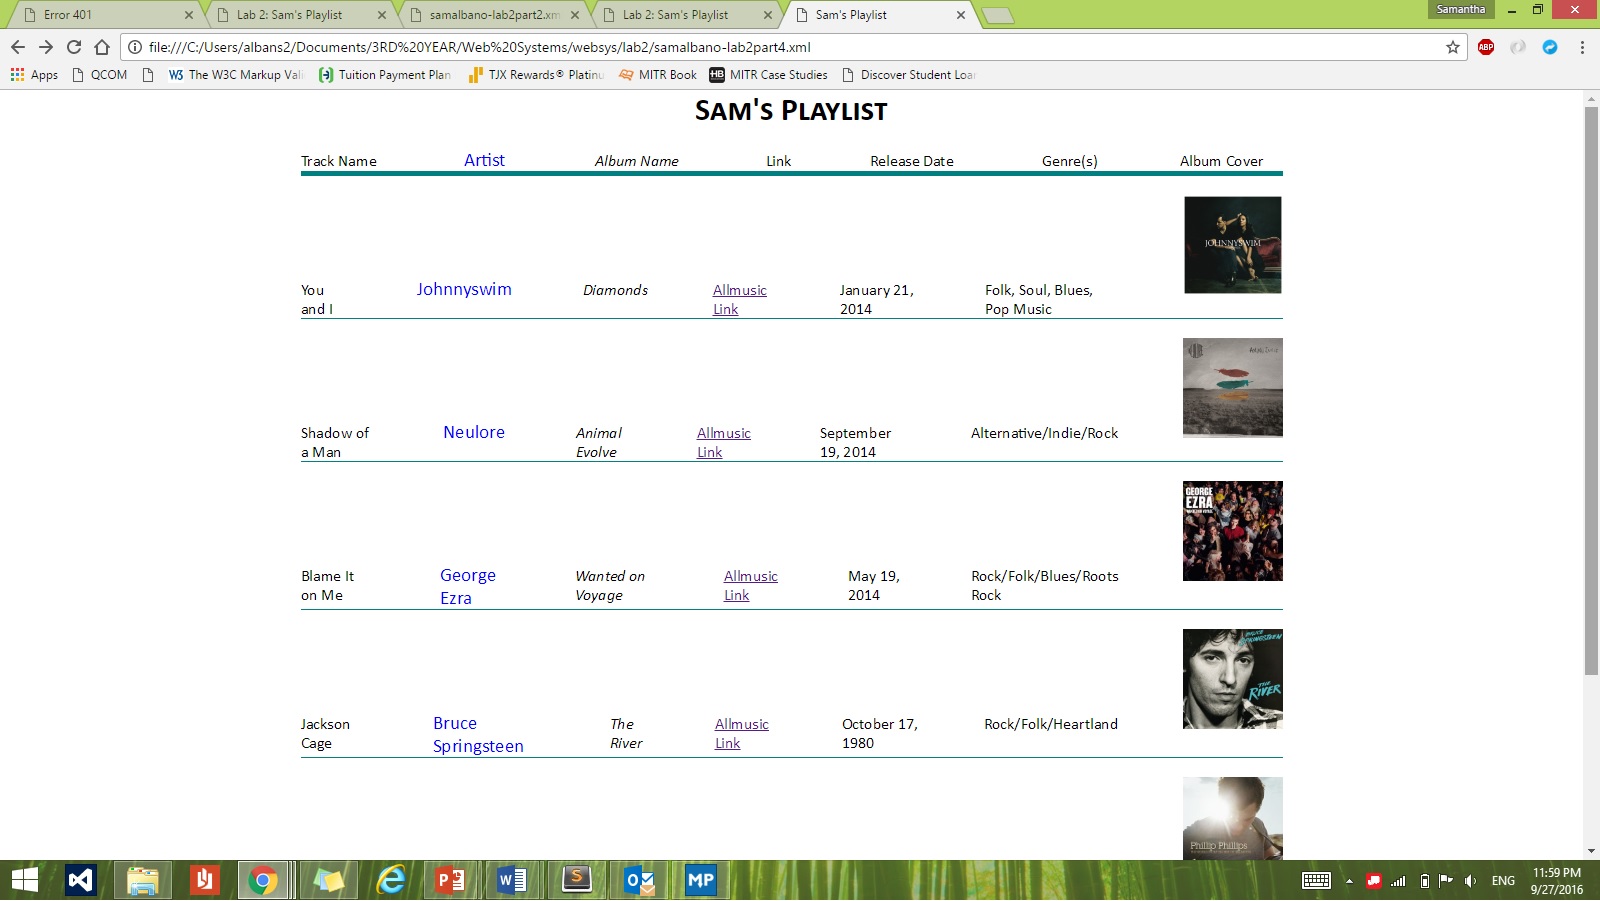 Error 401
Lab 2: Sam's Playlist
samalbano-lab2part2.xm
Lab 2: Sam's Playlist
Sam's Playlist
Samantha
file:///C:/Users/albans2/Documents/3RD%20YEAR/Web%20Systems/websys/lab2/samalbano-lab2part4.xml
ABP
Apps
QCOM
W3 The W3C Markup Vali
Tuition Payment Plan
TJX Rewards® Platinu
MITR Book
HB MITR Case Studies
Discover Student Loa
Sam's Playlist
Track Name Artist Album Name Link Release Date Genre(s) Album Cover
JOHNNYSWIM
You Johnnyswim Diamonds Allmusic January 21, Folk, Soul, Blues,
and I Link 2014 Pop Music
Shadow of Neulore Animal Allmusic September Alternative/Indie/Rock
a Man Evolve Link 19, 2014
GEORGE
EZRA
Blame It George Wanted on Allmusic May 19, Rock/Folk/Blues/Roots
on Me Ezra Voyage Link 2014 Rock
BRUCE
SPRINGSTEEN
THE
RIVER
Jackson Bruce The Allmusic October 17, Rock/Folk/Heartland
Cage Springsteen River Link 1980
Phillip Phillips
P
W
S
MP
ENG
11:59 PM
9/27/2016